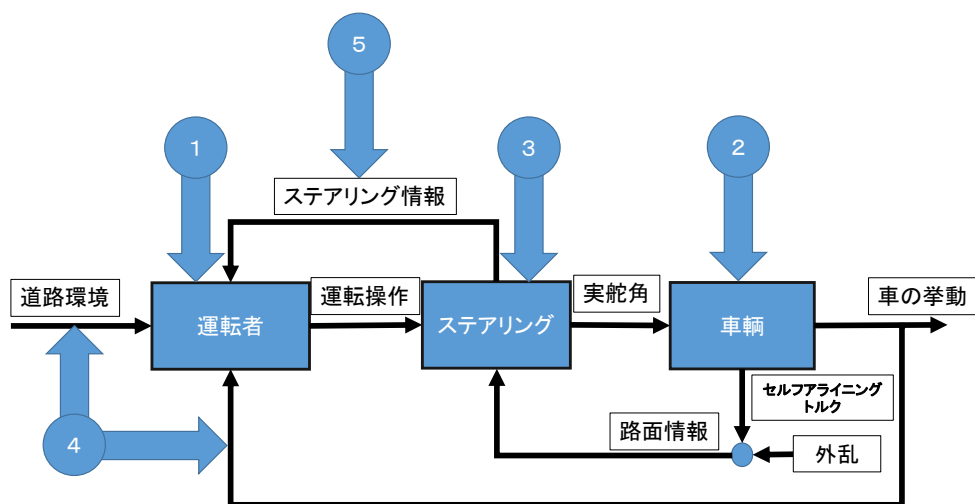 5
1
3
2
ステアリング情報
道路環境
運転操作
実舵角
車の挙動
運転者
ステアリング
車輌
セルフアライニング
トルク
4
路面情報
外乱